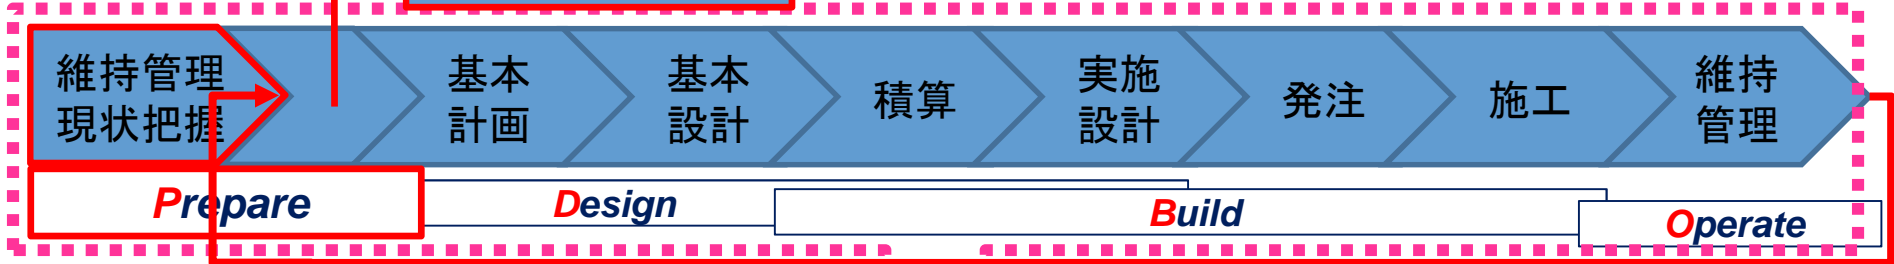 維持管理
現状把握
基本
計画
基本
設計
積算
実施
設計
発注
施工
維持
管理
Prepare
Design
Build
Operate